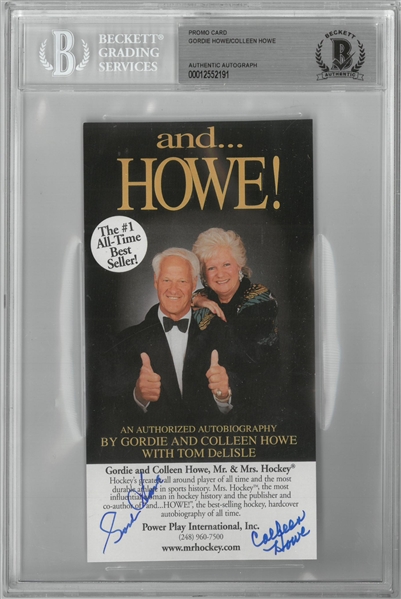 BECKETT®
GRADING
SERVICES
PROMO CARD
GORDIE HOWE/COLLEEN HOWE
AUTHENTIC AUTOGRAPH
00012552191
BECKETT
AUTHENTIC
and...
HOWE!
The #1
All-Time
Best
Seller!
AN AUTHORIZED AUTOBIOGRAPHY
BY GORDIE AND COLLEEN HOWE
WITH TOM DeLISLE
Gordie and Colleen Howe, Mr. & Mrs. Hockey®
Hockey's greatest all around player of all time and the most
durable athlete in sports history. Mrs. Hockey™, the most
influential woman in hockey history and the publisher and
co-author of "and...HOWE!", the best-selling hockey, hardcover
autobiography of all time.
Power Play International, Inc.
(248) 960-7500
www.mrhockey.com
Gordie Howe
Colleen
Howe